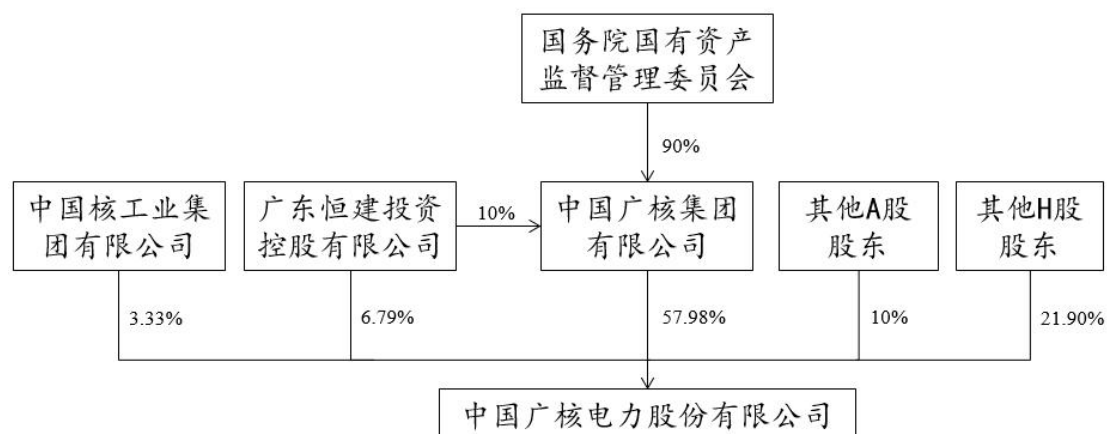 国务院国有资产
监督管理委员会
90%
中国核工业集
团有限公司
广东恒建投资
控股有限公司
10%
中国广核集团
有限公司
其他A股
股东
其他H股
股东
3.33%
6.79%
57.98%
10%
21.90%
中国广核电力股份有限公司